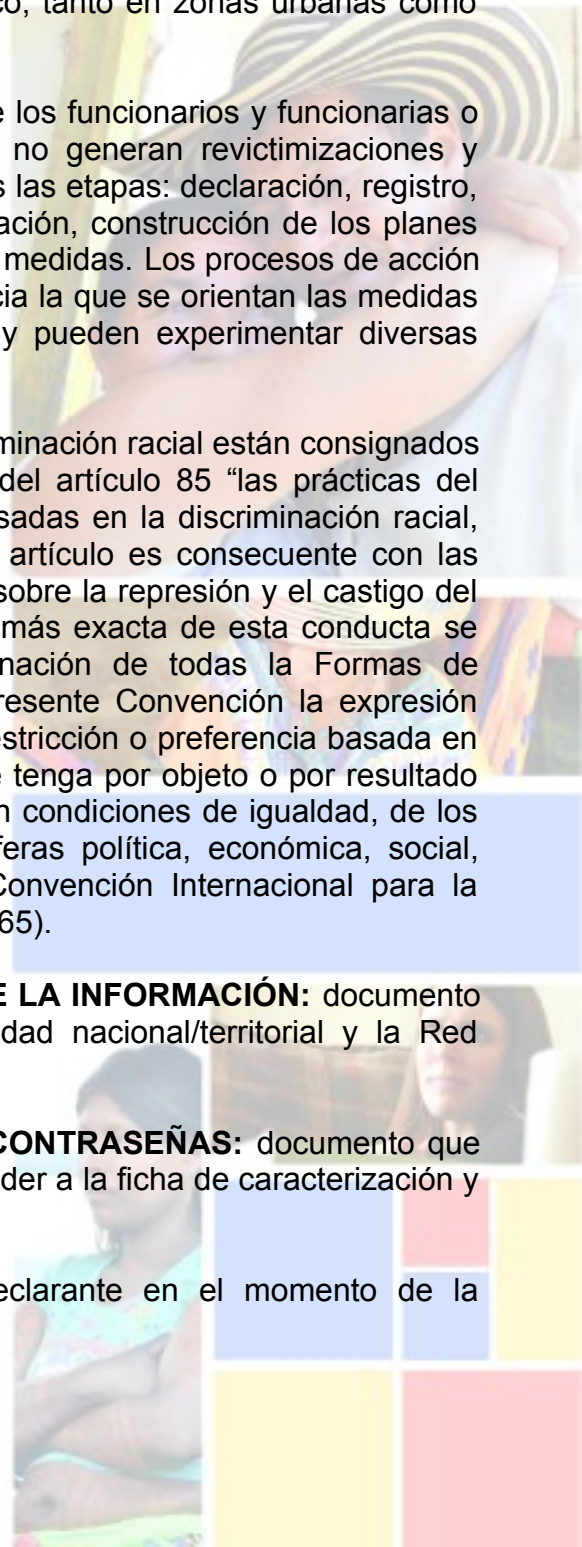 co, tanto en zonas urbanas como
e los funcionarios y funcionarias o
no generan revictimizaciones y
s las etapas: declaración, registro,
ación, construcción de los planes
medidas. Los procesos de acción
cia la que se orientan las medidas
y pueden experimentar diversas
minación racial están consignados
del artículo 85 “las prácticas del
sadas en la discriminación racial,
artículo es consecuente con las
sobre la represión y el castigo del
más exacta de esta conducta se
nación de todas la Formas de
resente Convención la expresión
estricción o preferencia basada en
e tenga por objeto o por resultado
n condiciones de igualdad, de los
feras política, económica, social,
Convención Internacional para la
65).
E LA INFORMACIÓN: documento
dad nacional/territorial y la Red
CONTRASEÑAS: documento que
der a la ficha de caracterización y
eclarante en el momento de la